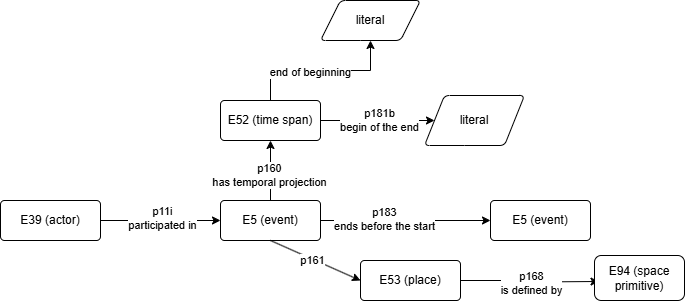 literal
end of beginning
E52 (time span)
p181b
begin of the end
literal
p160
has temporal projection
E39 (actor)
p11i
participated in
E5 (event)
p183
ends before the start
E5 (event)
p161
E53 (place)
p168
is defined by
E94 (space
primitive)